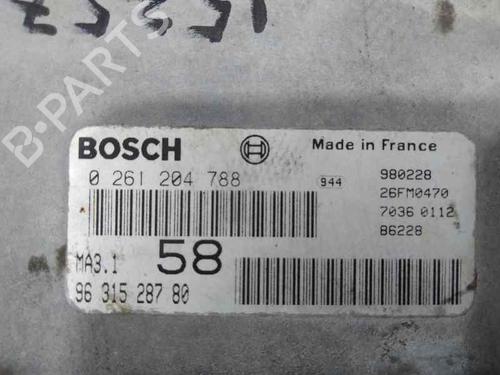 B-PARTS
BOSCH
Made in France
0 261 204 788
944
980228
26FM0470
7036 0112
B6228
MA3.1
58
96 315 287 80